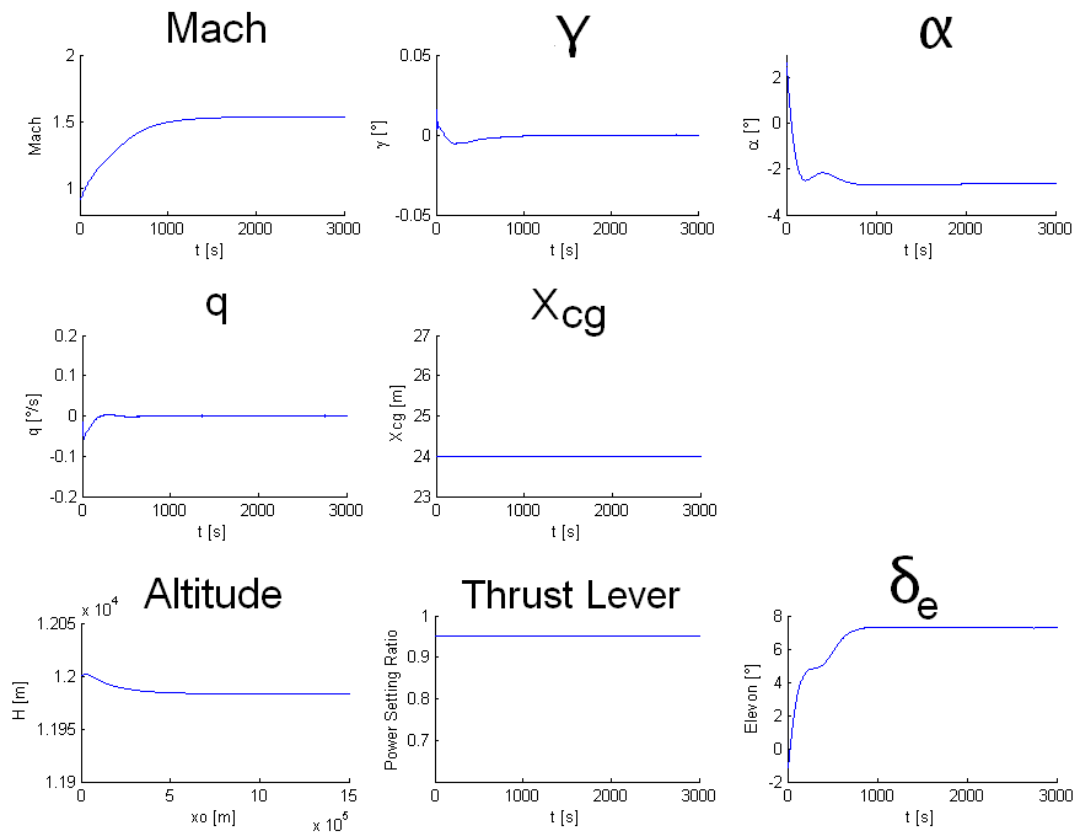 Mach γ α
2 0.05 2
1.5 0 0
1 -0.05 -2
-4
Mach γ [°] α [°]
0 1000 2000 3000 0 1000 2000 3000 0 1000 2000 3000
t [s] t [s] t [s]
q Xcg
0.2 27
0.1 26
0 25
-0.1 24
-0.2 23
q [°/s] Xcg [m]
0 1000 2000 3000 0 1000 2000 3000
t [s] t [s]
Altitude Thrust Lever δe
x 10^4
1.205 1 8
1.2 0.9 6
1.195 0.8 4
1.19 0.7 2
0
-2
H [m] Power Setting Ratio Elevon [°]
0 5 10 15 0 1000 2000 3000 0 1000 2000 3000
xo [m] x 10^5 t [s] t [s]